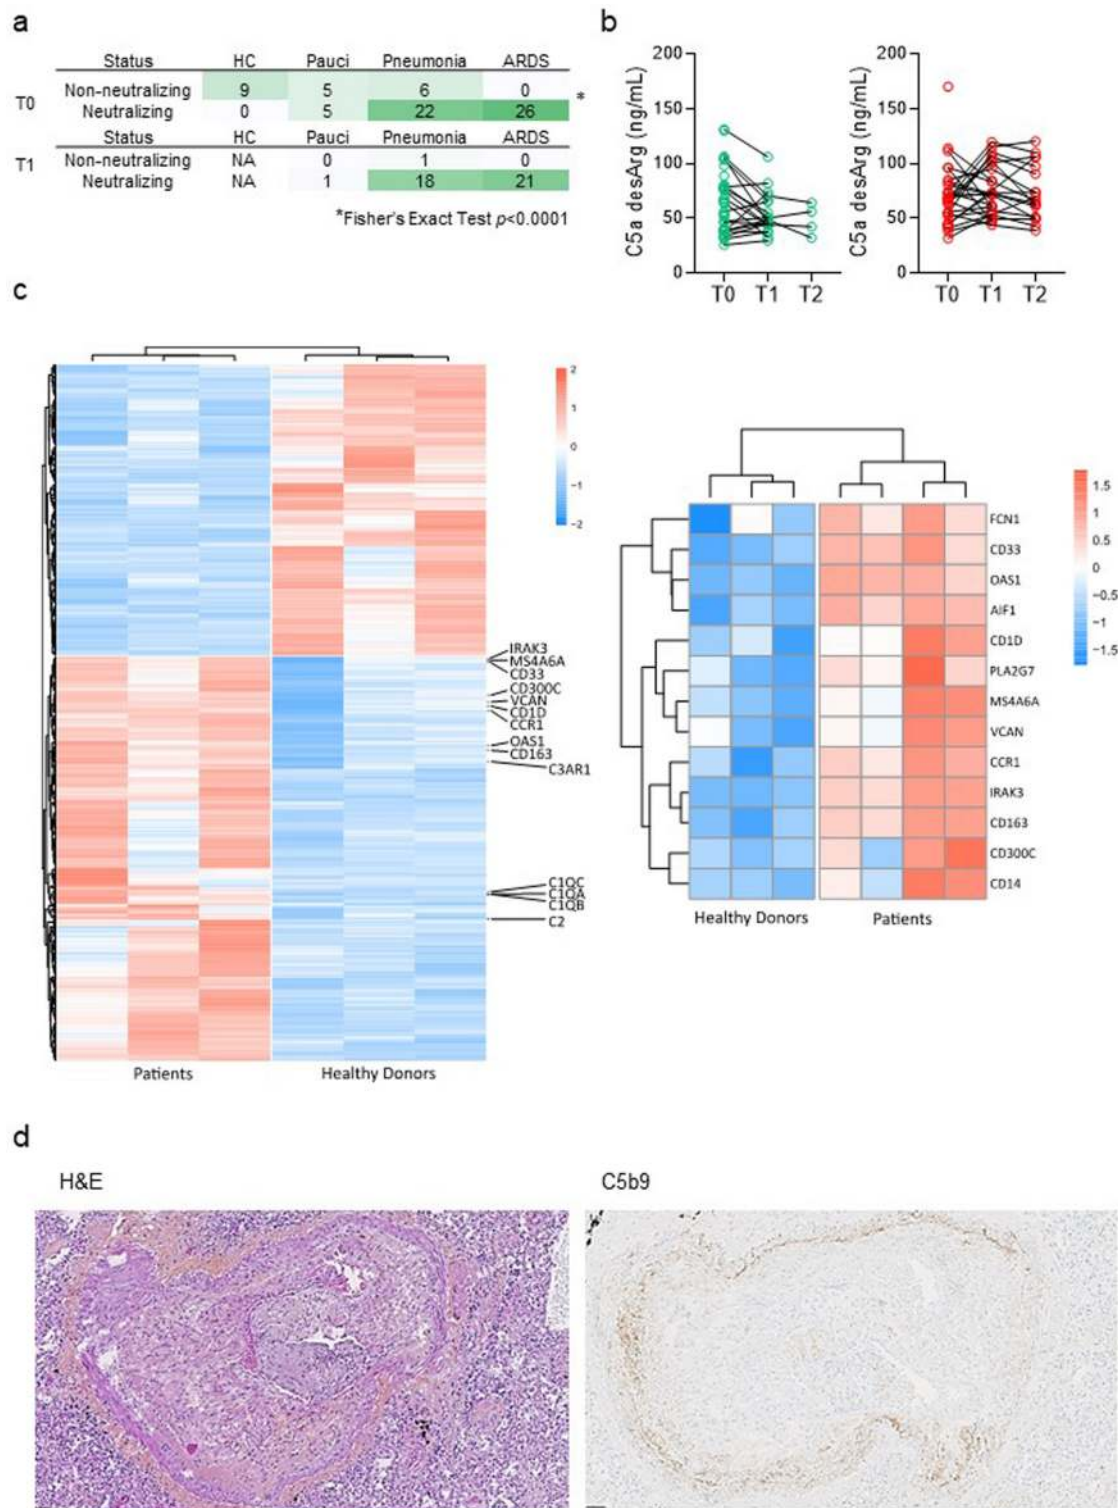 a
Status HC Pauci Pneumonia ARDS
T0
Non-neutralizing 9 5 6 0
*
Neutralizing 0 5 22 26
Status HC Pauci Pneumonia ARDS
T1
Non-neutralizing NA 0 1 0
Neutralizing NA 1 18 21
*Fisher's Exact Test p<0.0001
b
C5a desArg (ng/mL)
200
150
100
50
0
T0 T1 T2
C5a desArg (ng/mL)
200
150
100
50
0
T0 T1 T2
c
2
1
0
−1
−2
IRAK3
MS4A6A
CD33
CD300C
VCAN
CD1D
CCR1
OAS1
CD163
C3AR1
C1QC
C1QA
C1QB
C2
Patients Healthy Donors
1.5
1
0.5
0
−0.5
−1
−1.5
FCN1
CD33
OAS1
AIF1
CD1D
PLA2G7
MS4A6A
VCAN
CCR1
IRAK3
CD163
CD300C
CD14
Healthy Donors Patients
d
H&E C5b9